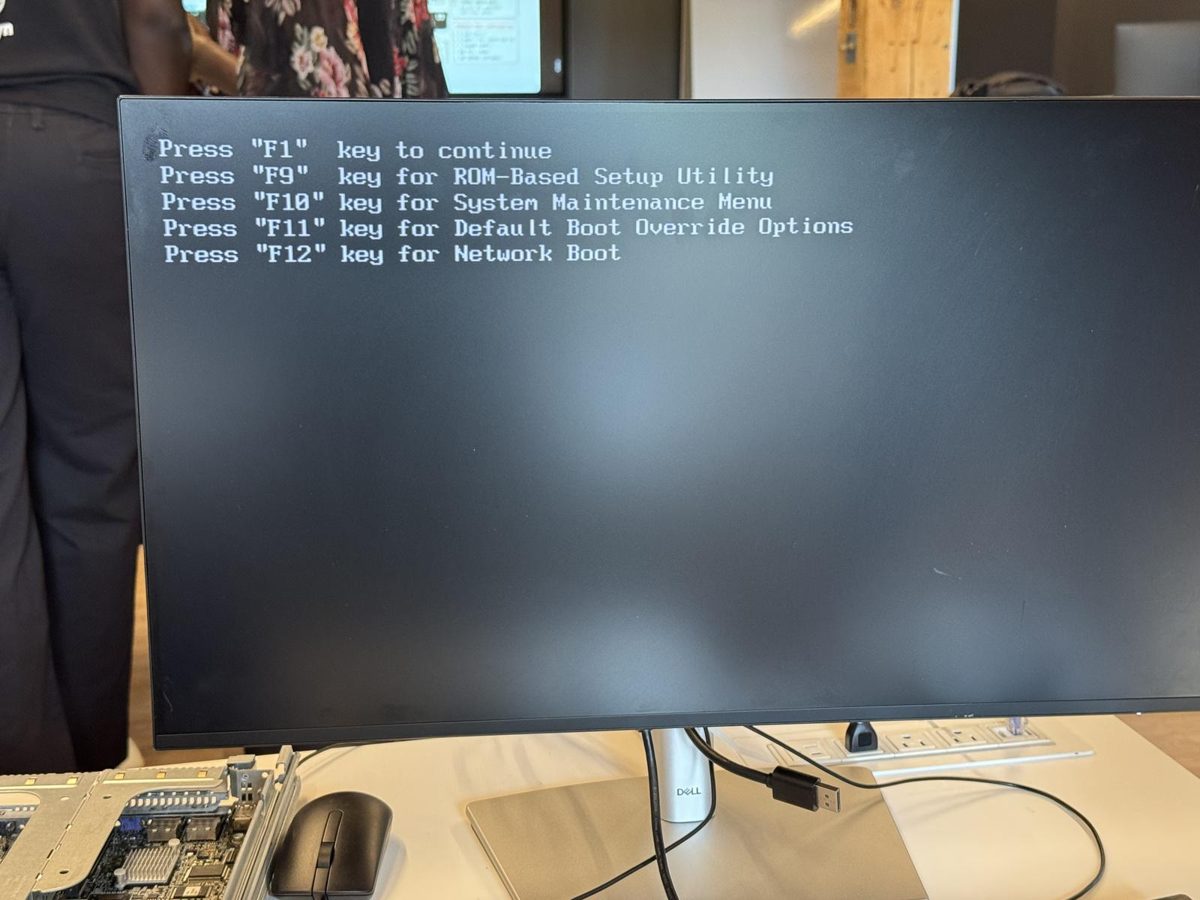 Press "F1"  key to continue
Press "F9"  key for ROM-Based Setup Utility
Press "F10" key for System Maintenance Menu
Press "F11" key for Default Boot Override Options
Press "F12" key for Network Boot
DELL